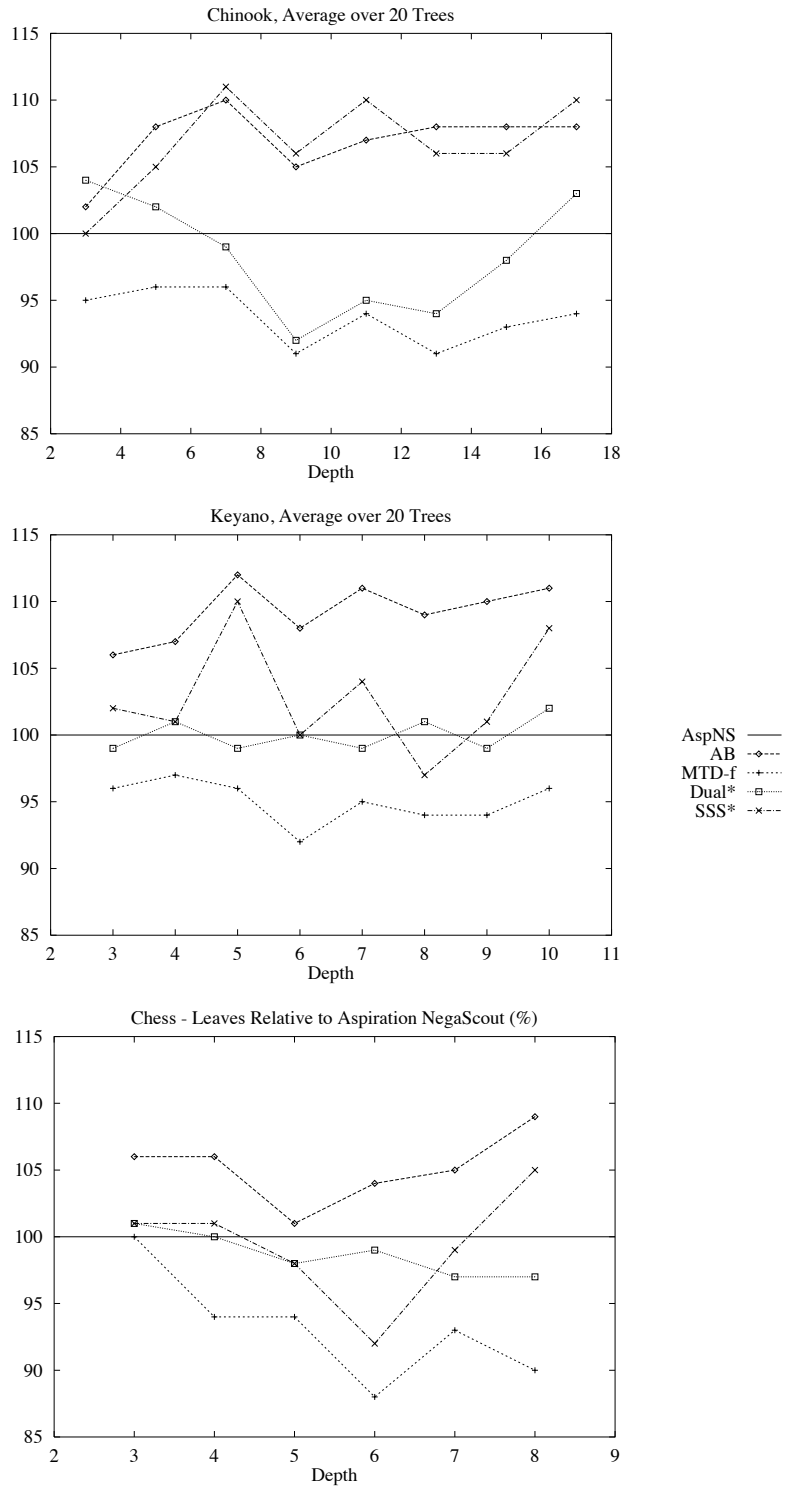 Chinook, Average over 20 Trees
115
110
105
100
95
90
85
2 4 6 8 10 12 14 16 18
Depth
Keyano, Average over 20 Trees
115
110
105
100
95
90
85
2 3 4 5 6 7 8 9 10 11
Depth
AspNS
AB
MTD-f
Dual*
SSS*
Chess - Leaves Relative to Aspiration NegaScout (%)
115
110
105
100
95
90
85
2 3 4 5 6 7 8 9
Depth